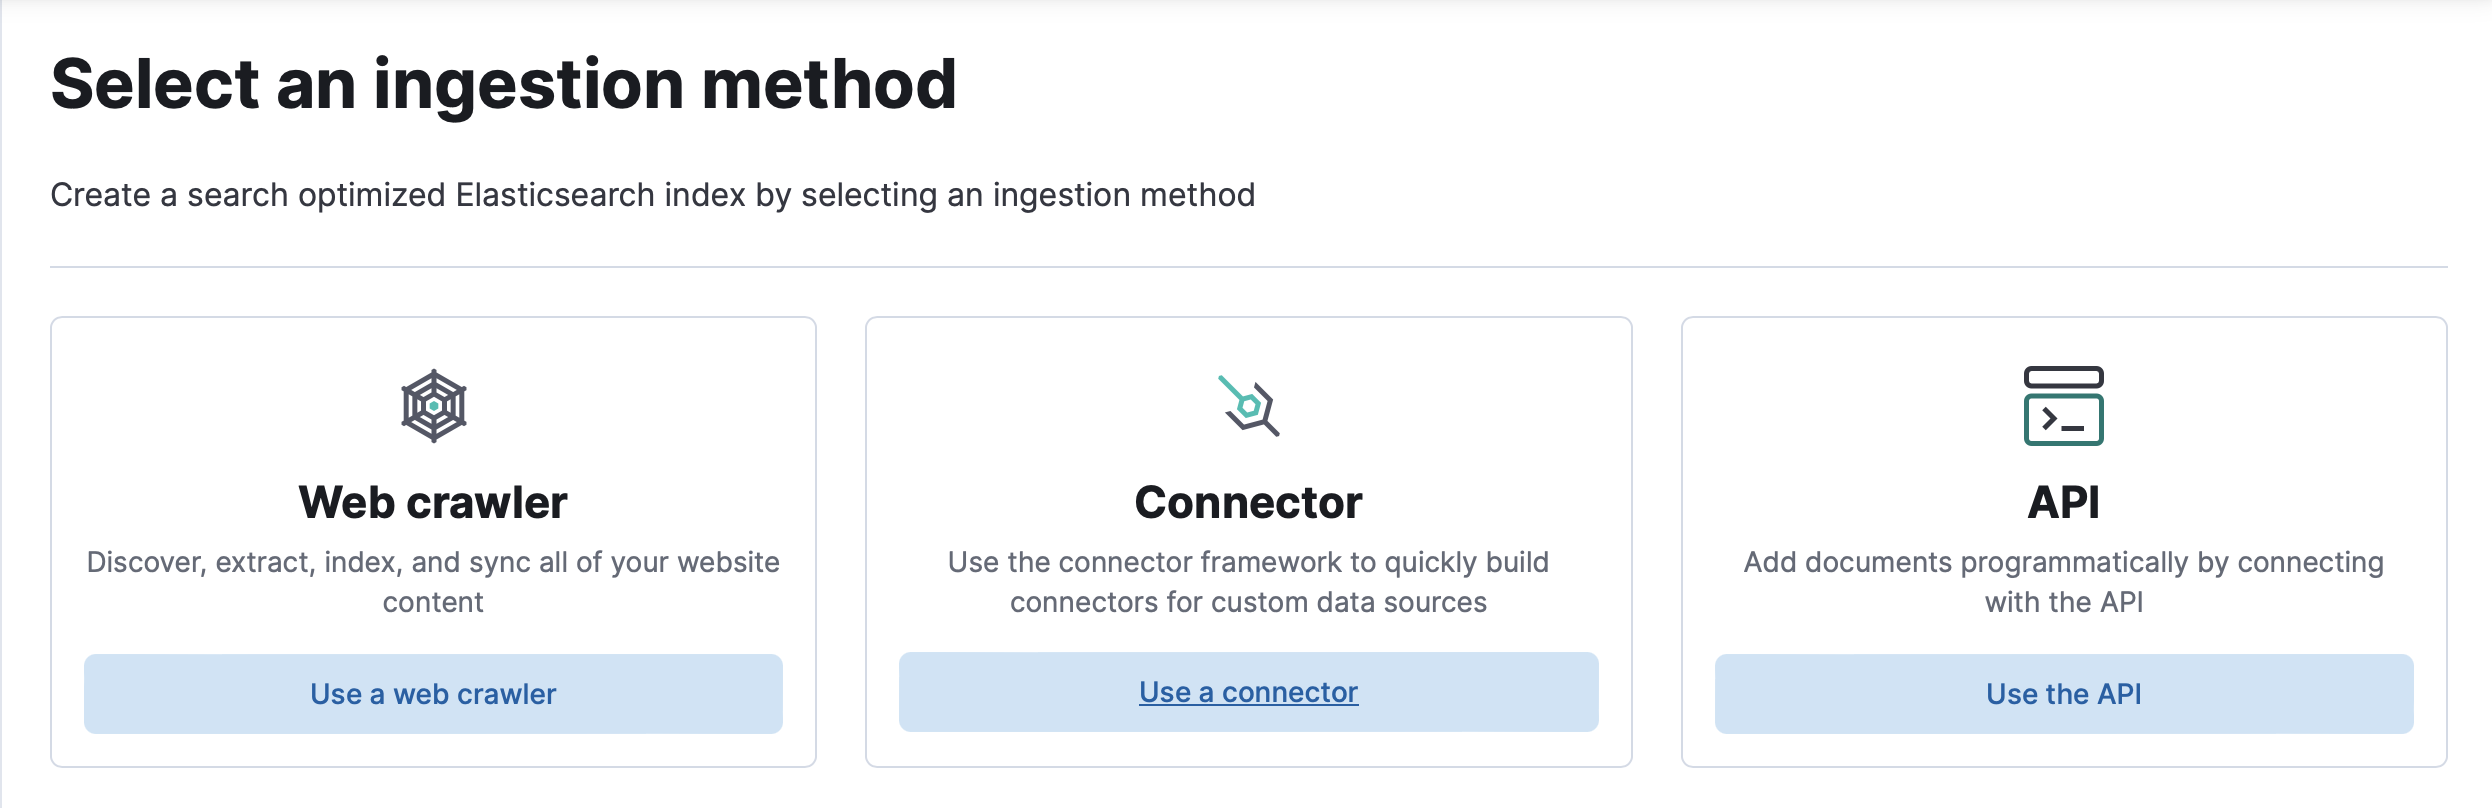 Select an ingestion method
Create a search optimized Elasticsearch index by selecting an ingestion method
Web crawler
Discover, extract, index, and sync all of your website
content
Use a web crawler
Connector
Use the connector framework to quickly build
connectors for custom data sources
Use a connector
API
Add documents programmatically by connecting
with the API
Use the API